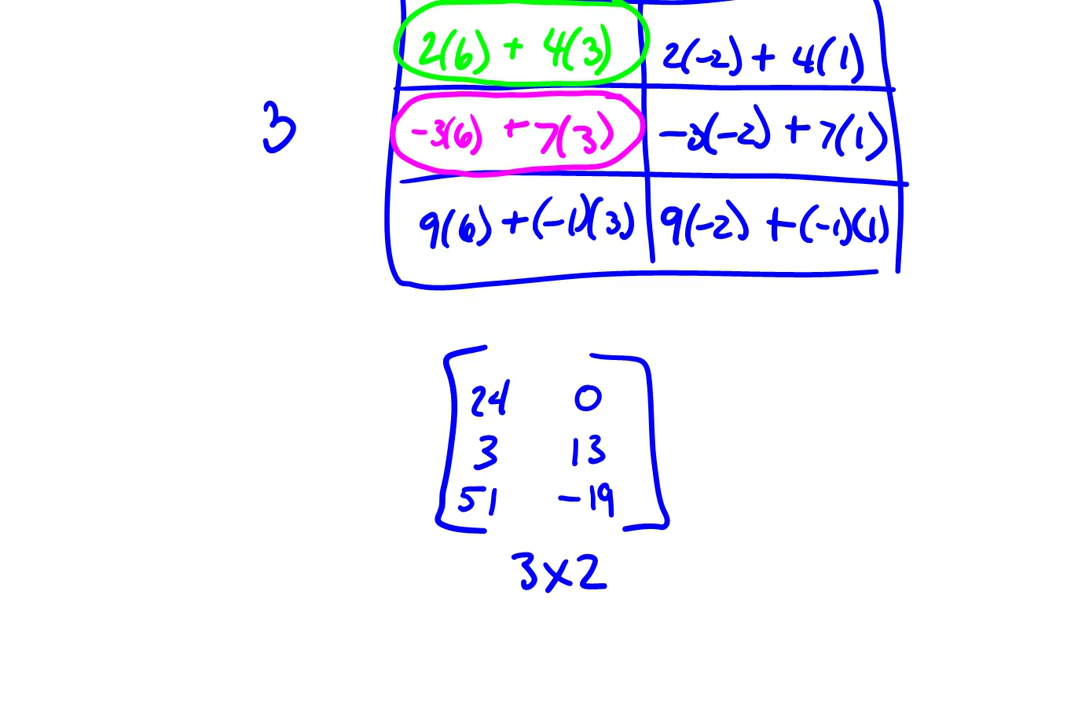 2(6) + 4(3) 2(-2) + 4(1)
3 -3(6) + 7(3) -3(-2) + 7(1)
9(6) + (-1)(3) 9(-2) + (-1)(1)
24 0
3 13
51 -19
3x2